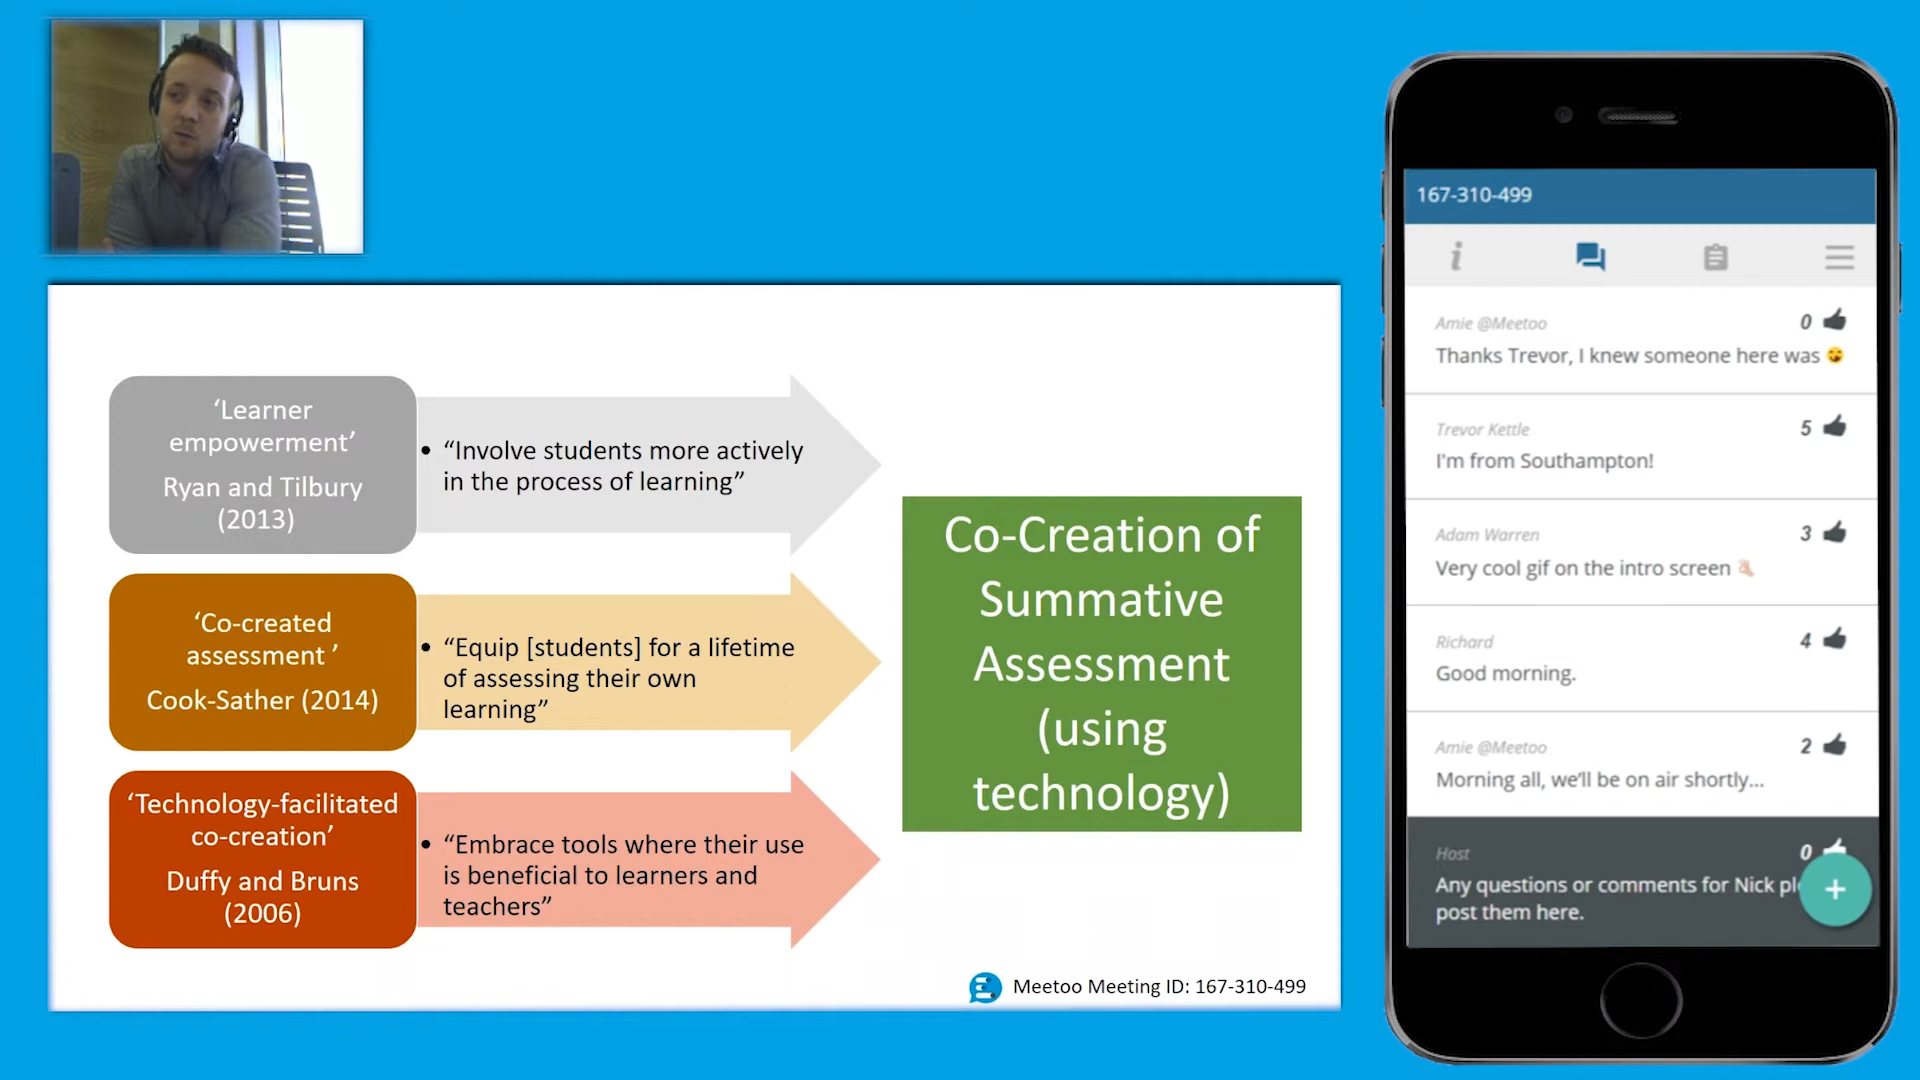 ‘Learner
empowerment’
Ryan and Tilbury
(2013)
• “Involve students more actively
in the process of learning”
‘Co-created
assessment ’
Cook-Sather (2014)
• “Equip [students] for a lifetime
of assessing their own
learning”
‘Technology-facilitated
co-creation’
Duffy and Bruns
(2006)
• “Embrace tools where their use
is beneficial to learners and
teachers”
Co-Creation of
Summative
Assessment
(using
technology)
Meetoo Meeting ID: 167-310-499
167-310-499
Amie @Meetoo 0
Thanks Trevor, I knew someone here was 😜
Trevor Kettle 5
I'm from Southampton!
Adam Warren 3
Very cool gif on the intro screen 👌🏻
Richard 4
Good morning.
Amie @Meetoo 2
Morning all, we’ll be on air shortly...
Host 0
Any questions or comments for Nick
post them here.